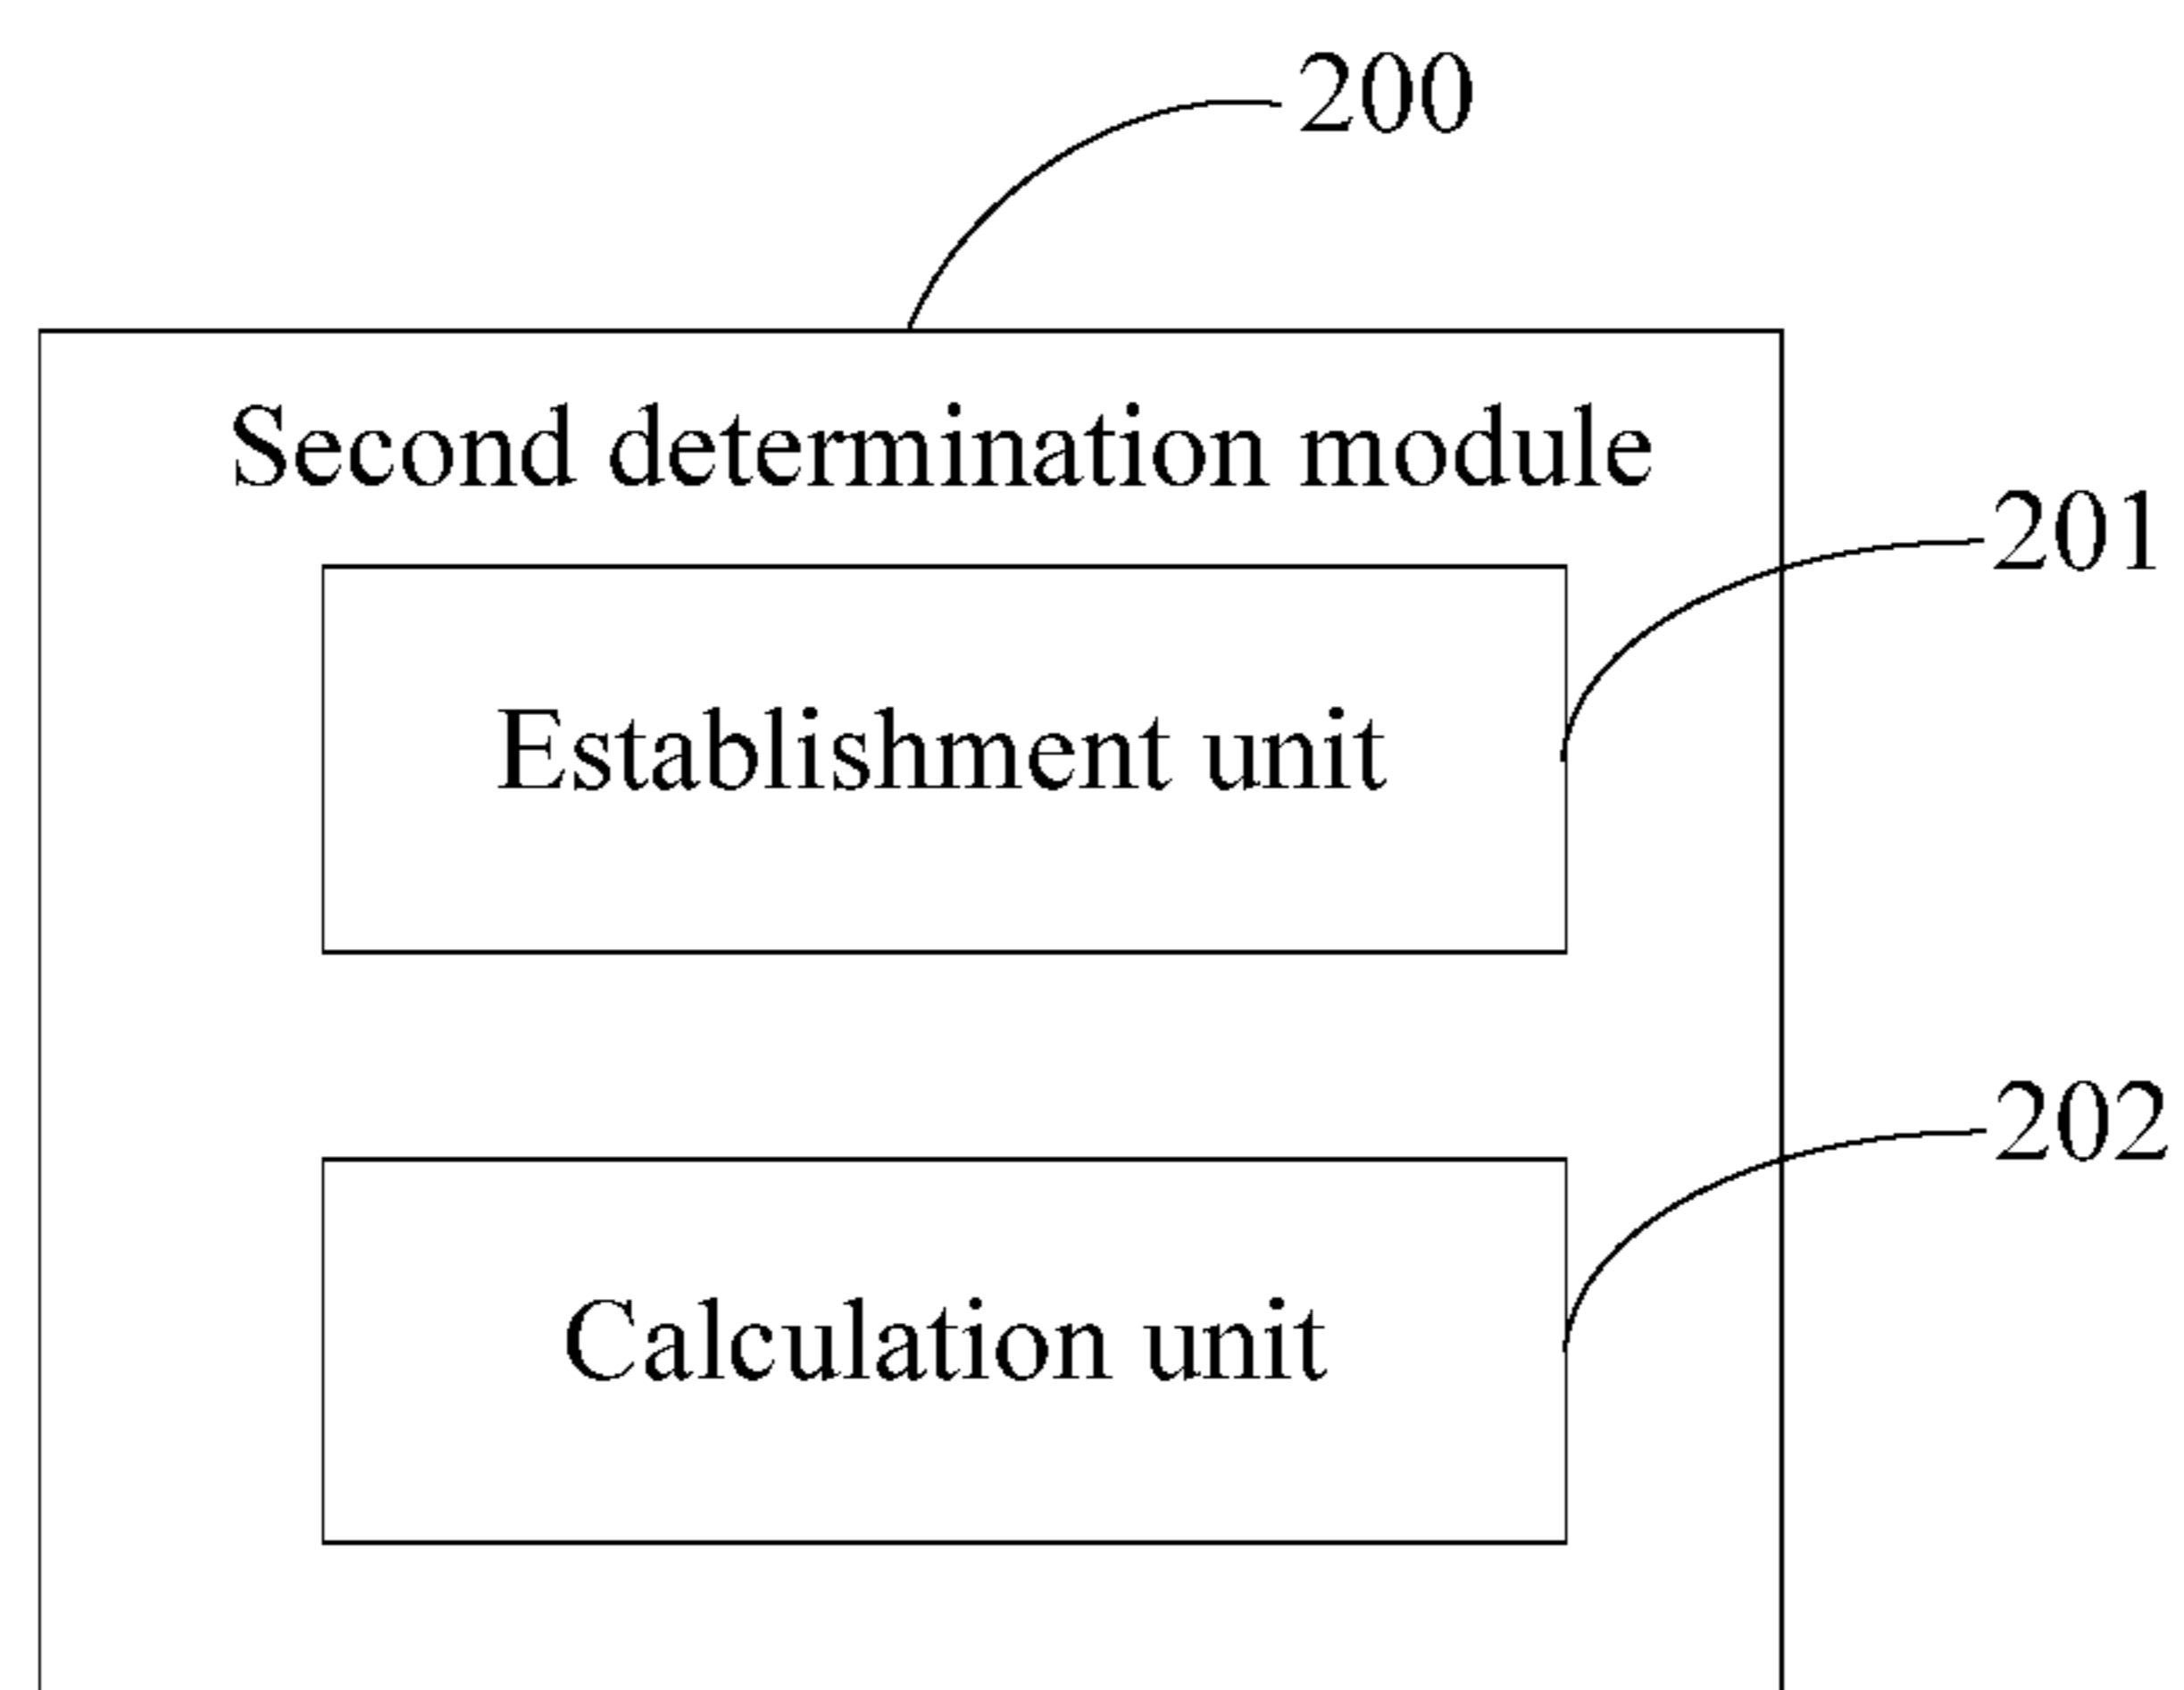 200
Second determination module
201
Establishment unit
202
Calculation unit